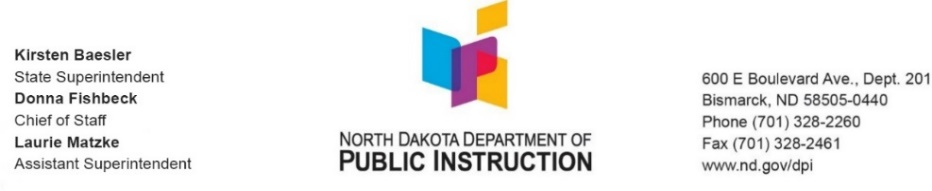 Kirsten Baesler
State Superintendent
Donna Fishbeck
Chief of Staff
Laurie Matzke
Assistant Superintendent
NORTH DAKOTA DEPARTMENT OF
PUBLIC INSTRUCTION
600 E Boulevard Ave., Dept. 201
Bismarck, ND 58505-0440
Phone (701) 328-2260
Fax (701) 328-2461
www.nd.gov/dpi